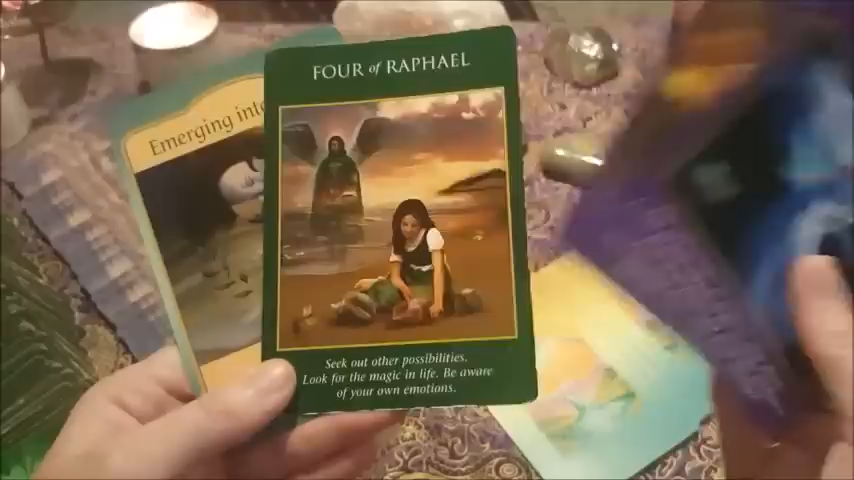 FOUR of RAPHAEL
Emerging into
Seek out other possibilities.
Look for the magic in life. Be aware
of your own emotions.